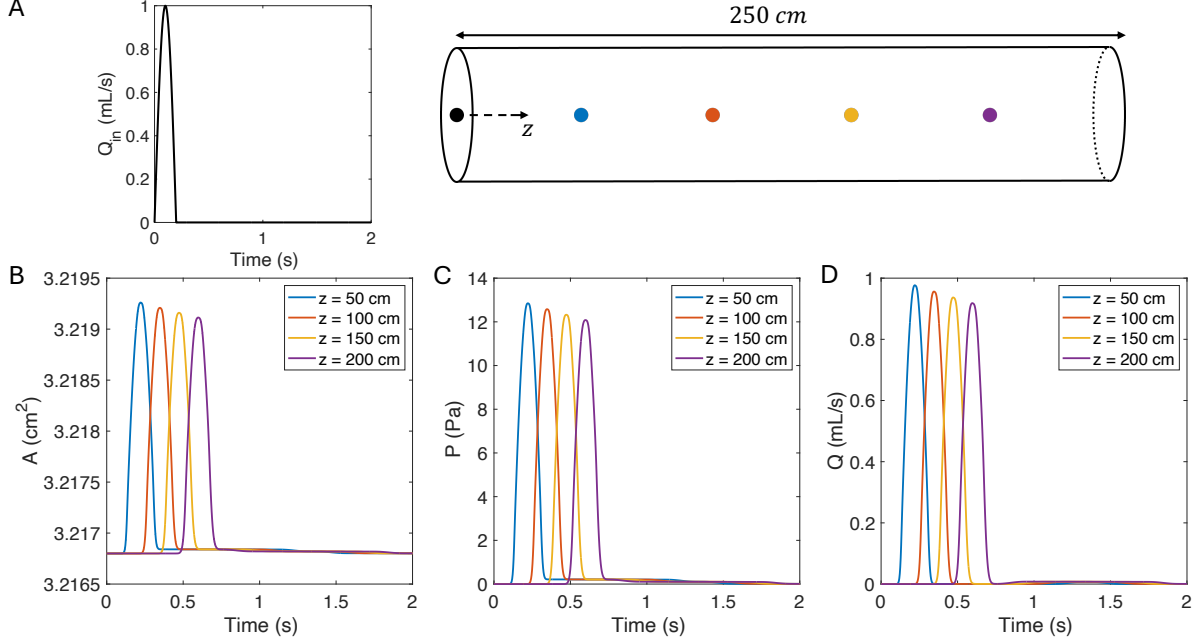 A
Q_in (mL/s)
1
0.8
0.6
0.4
0.2
0
0 1 2
Time (s)
250 cm
z
B
A (cm^2)
3.2195
3.219
3.2185
3.218
3.2175
3.217
3.2165
0 0.5 1 1.5 2
Time (s)
z = 50 cm
z = 100 cm
z = 150 cm
z = 200 cm
C
P (Pa)
14
12
10
8
6
4
2
0
0 0.5 1 1.5 2
Time (s)
z = 50 cm
z = 100 cm
z = 150 cm
z = 200 cm
D
Q (mL/s)
1
0.8
0.6
0.4
0.2
0
0 0.5 1 1.5 2
Time (s)
z = 50 cm
z = 100 cm
z = 150 cm
z = 200 cm